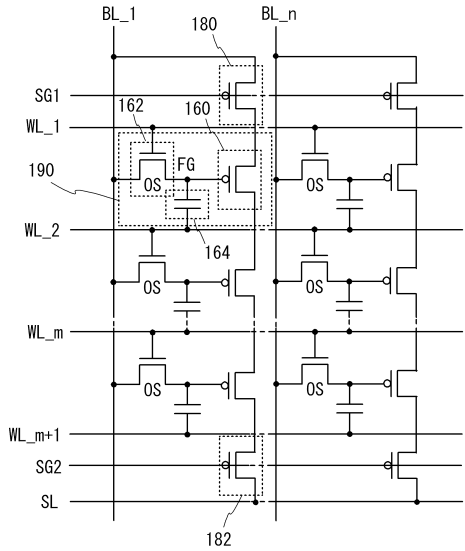 BL_1 BL_n
180
SG1
162 160
WL_1
FG
190 OS OS
164
WL_2
OS OS
WL_m
OS OS
WL_m+1
SG2
SL
182